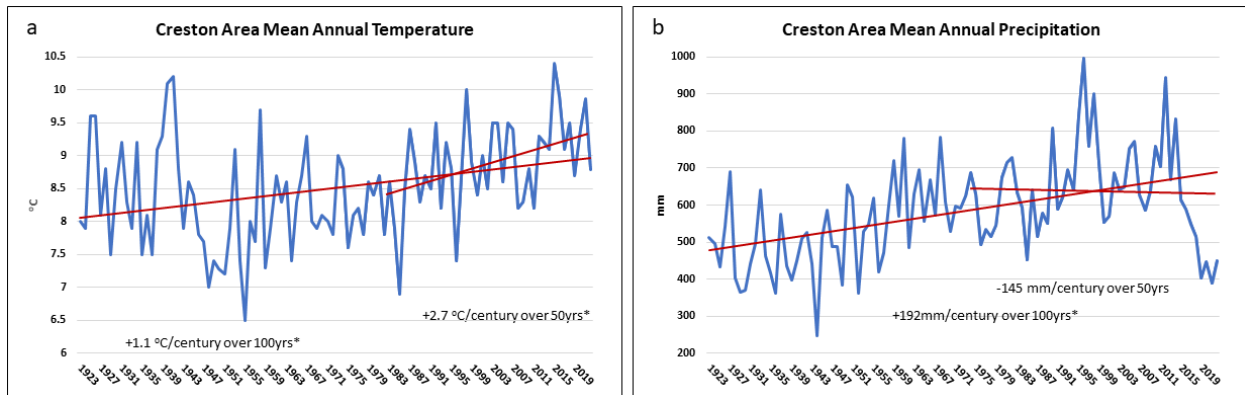 a
Creston Area Mean Annual Temperature
10.5
10
9.5
9
8.5
8
7.5
7
6.5
6
°C
+2.7 °C/century over 50yrs*
+1.1 °C/century over 100yrs*
1923 1927 1931 1935 1939 1943 1947 1951 1955 1959 1963 1967 1971 1975 1979 1983 1987 1991 1995 1999 2003 2007 2011 2015 2019
b
Creston Area Mean Annual Precipitation
1000
900
800
700
600
500
400
300
200
mm
-145 mm/century over 50yrs
+192mm/century over 100yrs*
1923 1927 1931 1935 1939 1943 1947 1951 1955 1959 1963 1967 1971 1975 1979 1983 1987 1991 1995 1999 2003 2007 2011 2015 2019